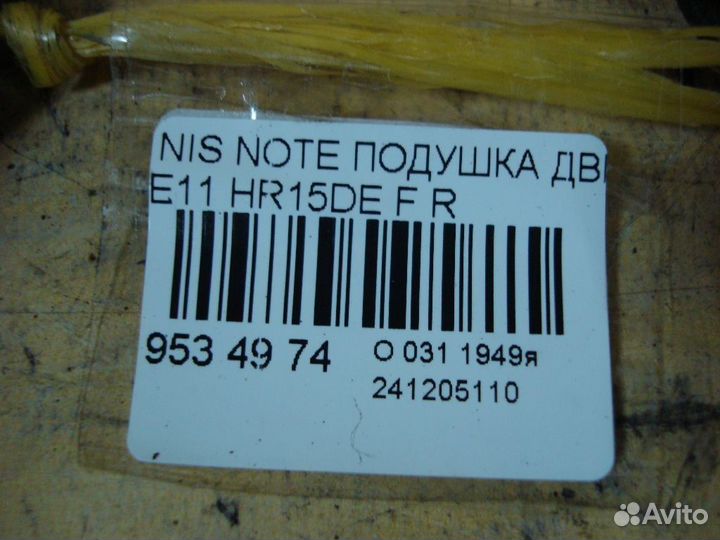 NIS NOTE ПОДУШКА ДВ
E11 HR15DE F R
953 49 74
O 031 1949я
241205110
Avito